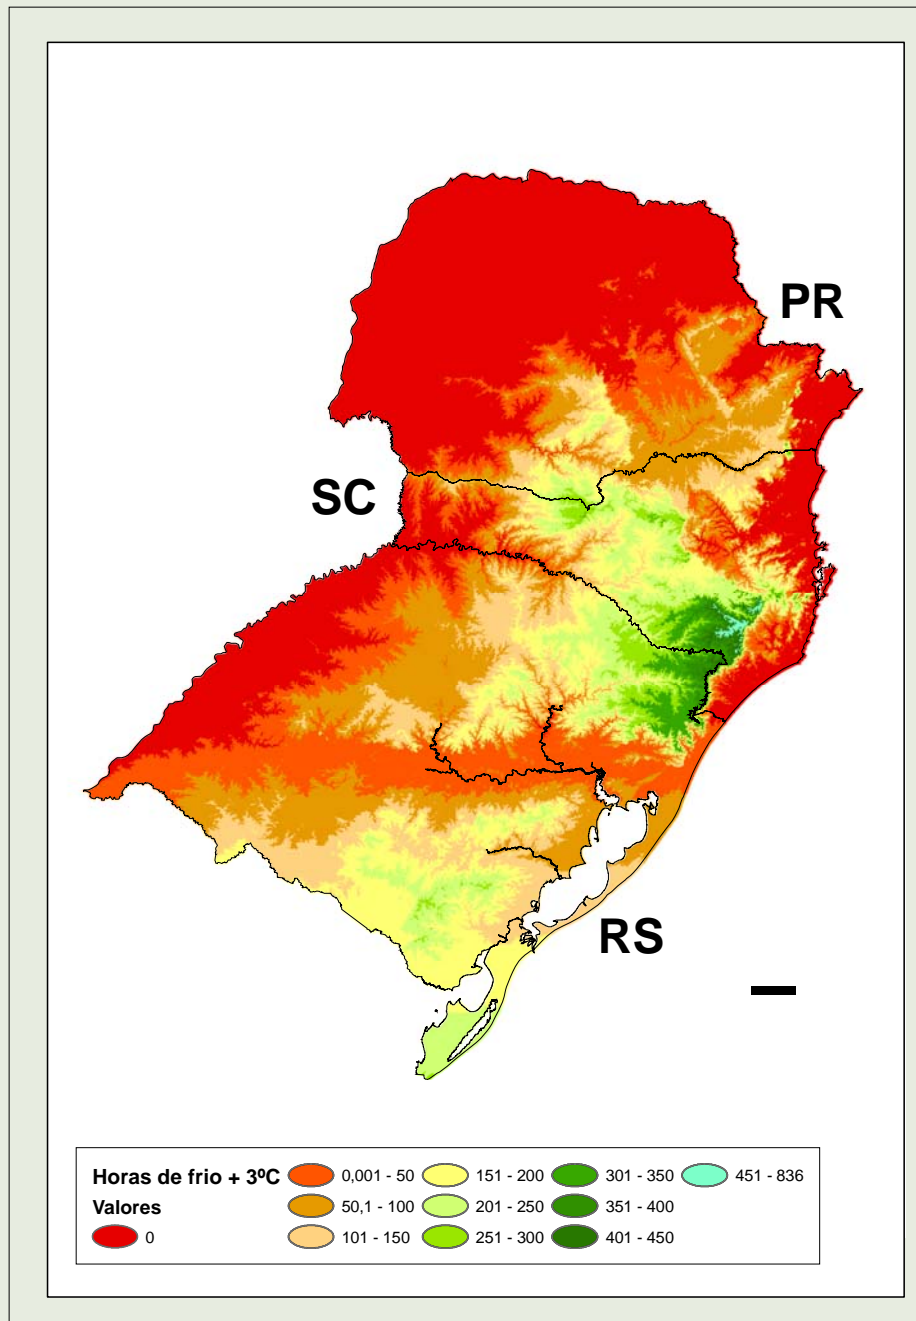 PR
SC
RS
Horas de frio + 3ºC
Valores
0
0,001 - 50
50,1 - 100
101 - 150
151 - 200
201 - 250
251 - 300
301 - 350
351 - 400
401 - 450
451 - 836